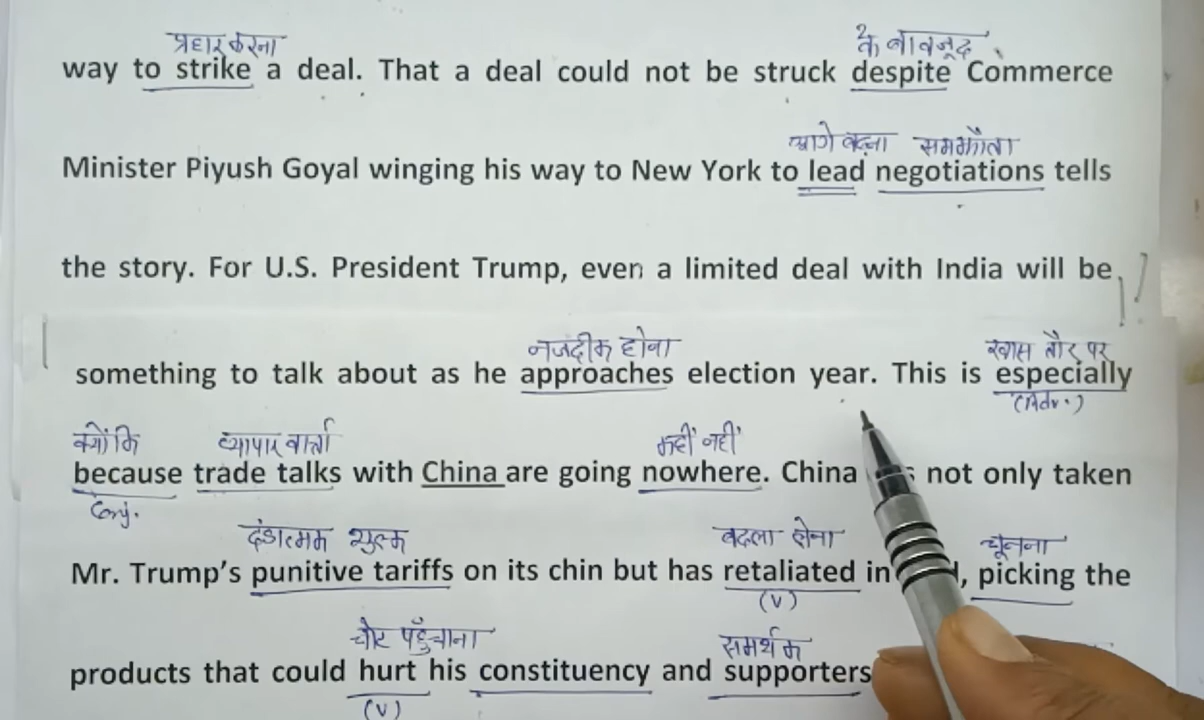 प्रहार करना के बावजूद
way to strike a deal. That a deal could not be struck despite Commerce
आगे बढ़ना समझौता
Minister Piyush Goyal winging his way to New York to lead negotiations tells
the story. For U.S. President Trump, even a limited deal with India will be
नजदीक होना खास तौर पर
something to talk about as he approaches election year. This is especially
(Adv.)
क्योंकि व्यापार वार्ता कहीं नहीं
because trade talks with China are going nowhere. China not only taken
Conj.
दंडात्मक शुल्क बदला लेना चूनना
Mr. Trump's punitive tariffs on its chin but has retaliated in picking the
(V)
चोट पहुँचाना समर्थक
products that could hurt his constituency and supporters
(V)